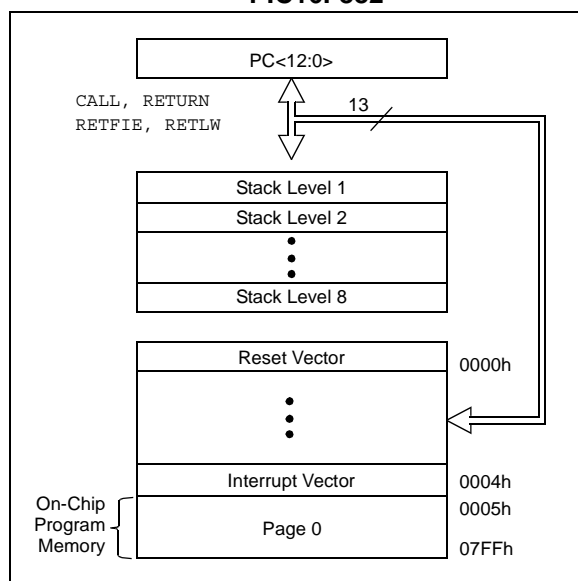 PC<12:0>
CALL, RETURN
RETFIE, RETLW
13
Stack Level 1
Stack Level 2
Stack Level 8
Reset Vector
0000h
Interrupt Vector
0004h
On-Chip
Program
Memory
Page 0
0005h
07FFh